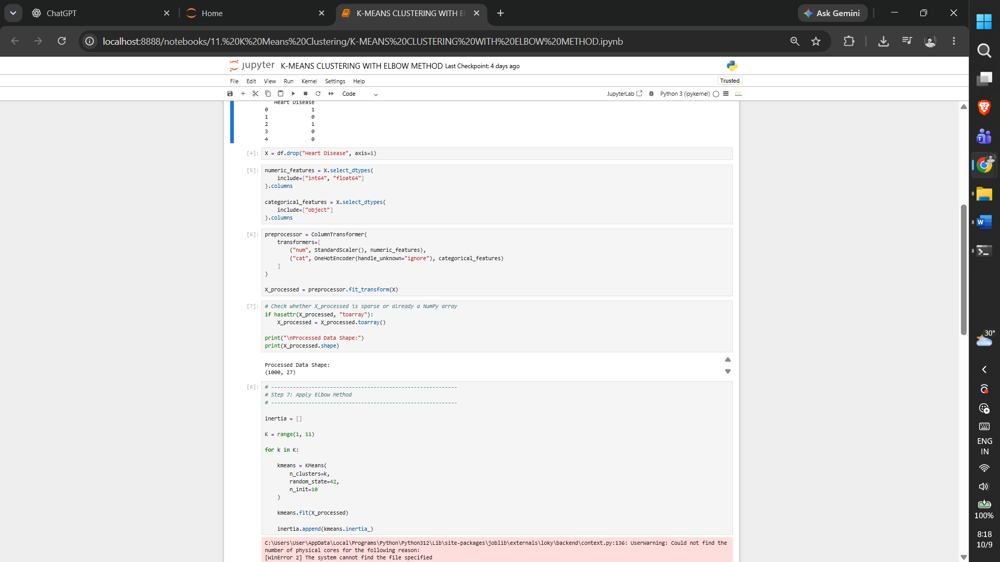 ChatGPT
Home
K-MEANS CLUSTERING WITH EL
Ask Gemini
localhost:8888/notebooks/11.%20K%20Means%20Clustering/K-MEANS%20CLUSTERING%20WITH%20ELBOW%20METHOD.ipynb
jupyter K-MEANS CLUSTERING WITH ELBOW METHOD Last Checkpoint: 4 days ago
File Edit View Run Kernel Settings Help
Trusted
Code
JupyterLab
Python 3 (ipykernel)
Heart Disease
0 1
1 0
2 1
3 0
4 0
[4]: X = df.drop("Heart Disease", axis=1)
[5]: numeric_features = X.select_dtypes(
include=["int64", "float64"]
).columns
categorical_features = X.select_dtypes(
include=["object"]
).columns
[6]: preprocessor = ColumnTransformer(
transformers=[
("num", StandardScaler(), numeric_features),
("cat", OneHotEncoder(handle_unknown="ignore"), categorical_features)
]
)
X_processed = preprocessor.fit_transform(X)
[7]: # Check whether X_processed is sparse or already a NumPy array
if hasattr(X_processed, "toarray"):
X_processed = X_processed.toarray()
print("\nProcessed Data Shape:")
print(X_processed.shape)
Processed Data Shape:
(1000, 27)
[8]: # ------------------------------------------------------------
# Step 7: Apply Elbow Method
# ------------------------------------------------------------
inertia = []
K = range(1, 11)
for k in K:
kmeans = KMeans(
n_clusters=k,
random_state=42,
n_init=10
)
kmeans.fit(X_processed)
inertia.append(kmeans.inertia_)
C:\Users\User\AppData\Local\Programs\Python\Python312\Lib\site-packages\joblib\externals\loky\backend\context.py:136: UserWarning: Could not find the
number of physical cores for the following reason:
[WinError 2] The system cannot find the file specified
30°
ENG
IN
100%
8:18
10/9